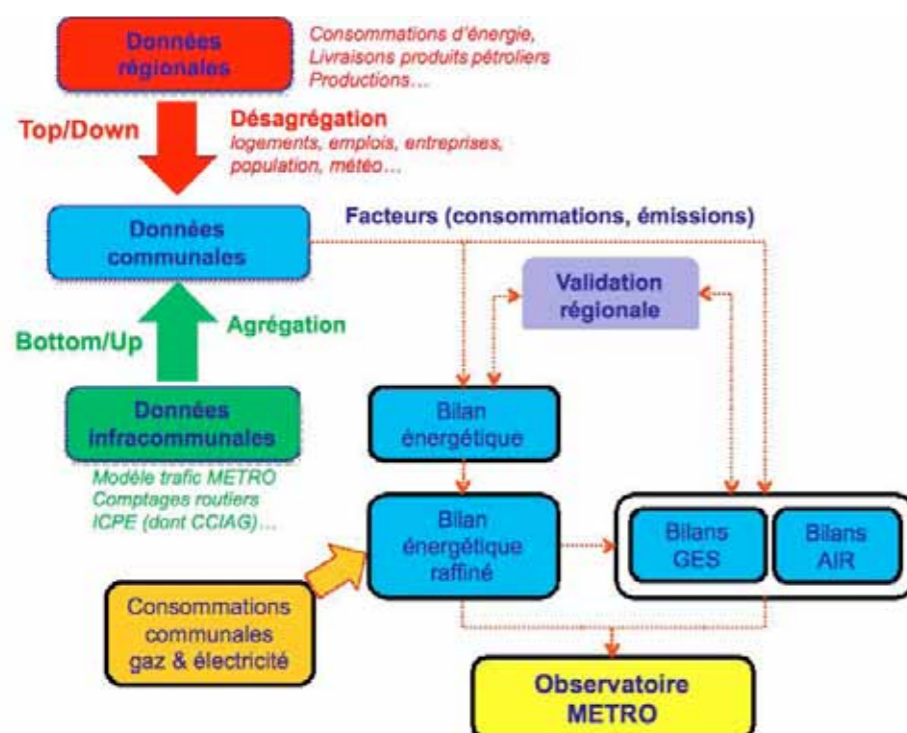 Données
régionales
Consommations d'énergie,
Livraisons produits pétroliers
Productions...
Top/Down
Désagrégation
logements, emplois, entreprises,
population, météo...
Données
communales
Facteurs (consommations, émissions)
Validation
régionale
Bottom/Up
Agrégation
Données
infracommunales
Modèle trafic METRO
Comptages routiers
ICPE (dont CCIAG)...
Bilan
énergétique
Bilan
énergétique
raffiné
Bilans
GES
Bilans
AIR
Consommations
communales
gaz & électricité
Observatoire
METRO